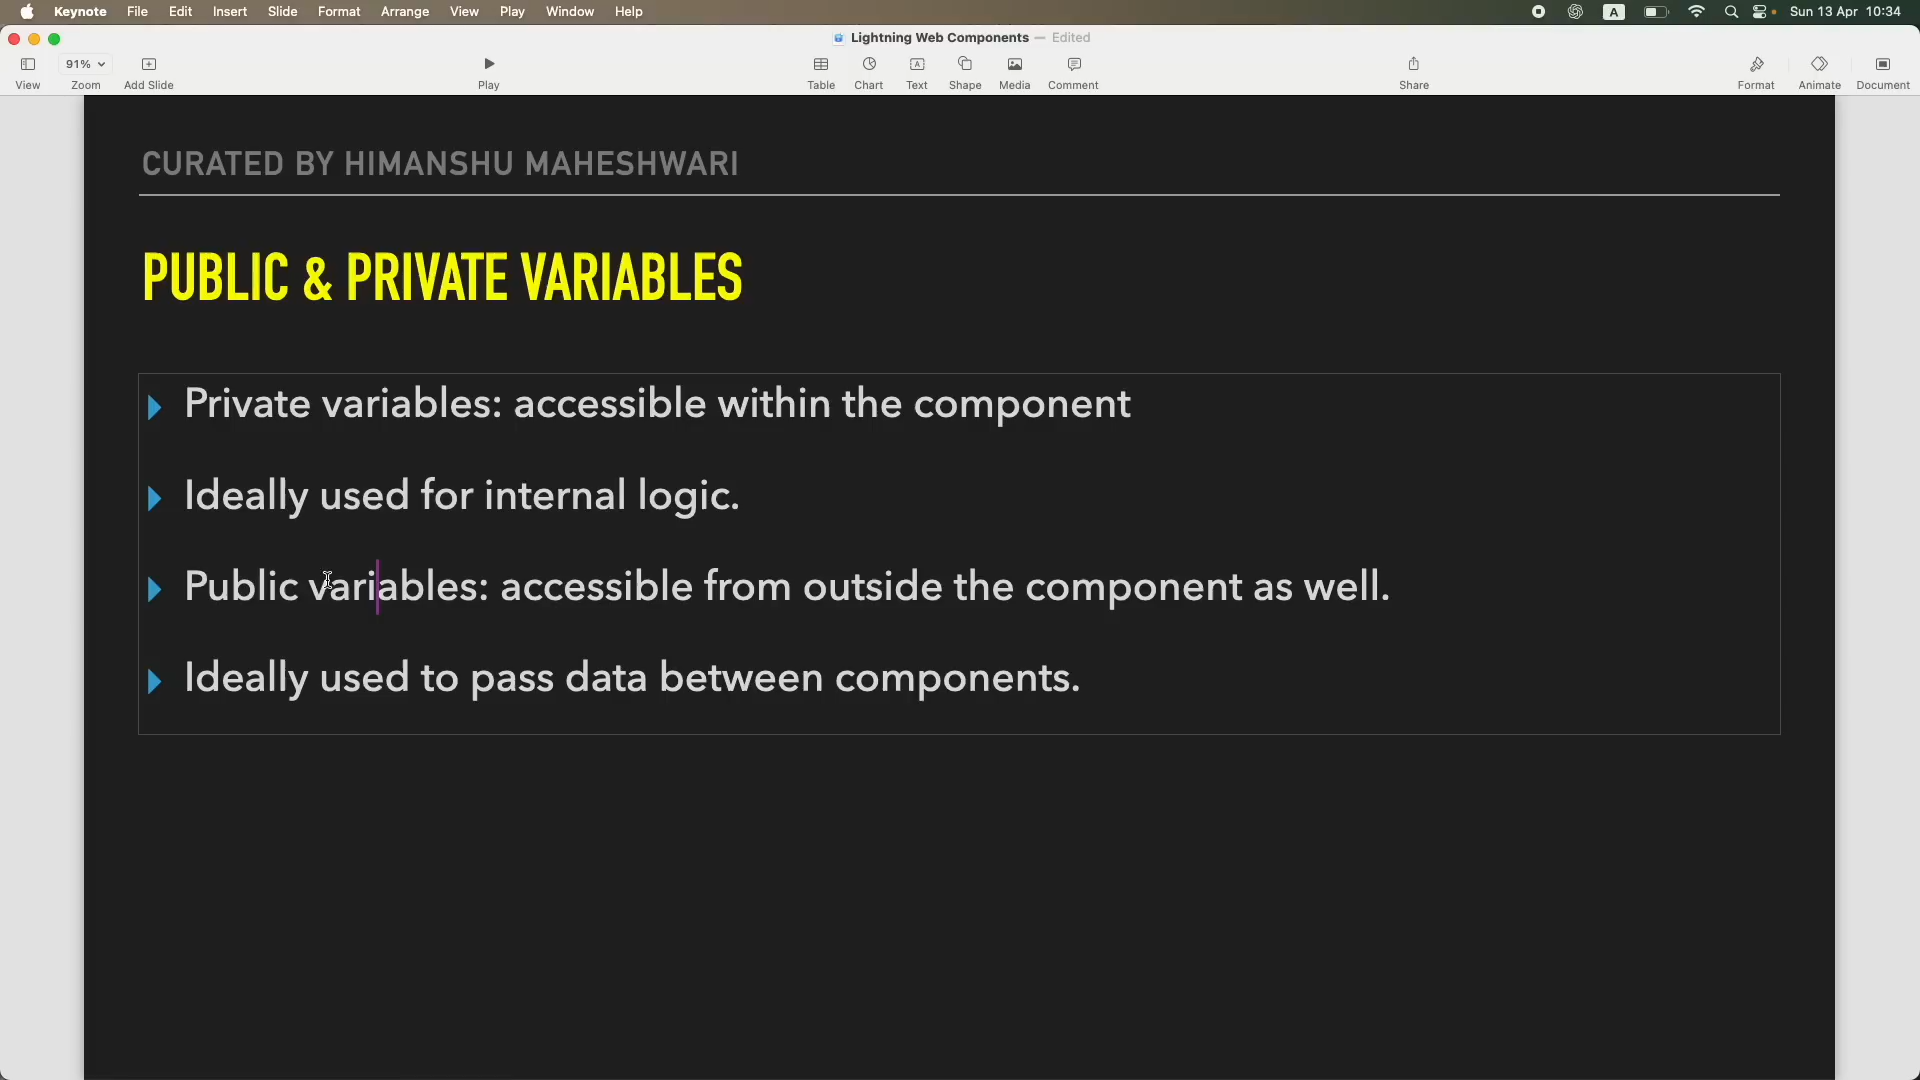 Keynote File Edit Insert Slide Format Arrange View Play Window Help A Sun 13 Apr 10:34
Lightning Web Components — Edited
91%
View Zoom Add Slide Play Table Chart Text Shape Media Comment Share Format Animate Document
CURATED BY HIMANSHU MAHESHWARI
PUBLIC & PRIVATE VARIABLES
Private variables: accessible within the component
Ideally used for internal logic.
Public variables: accessible from outside the component as well.
Ideally used to pass data between components.